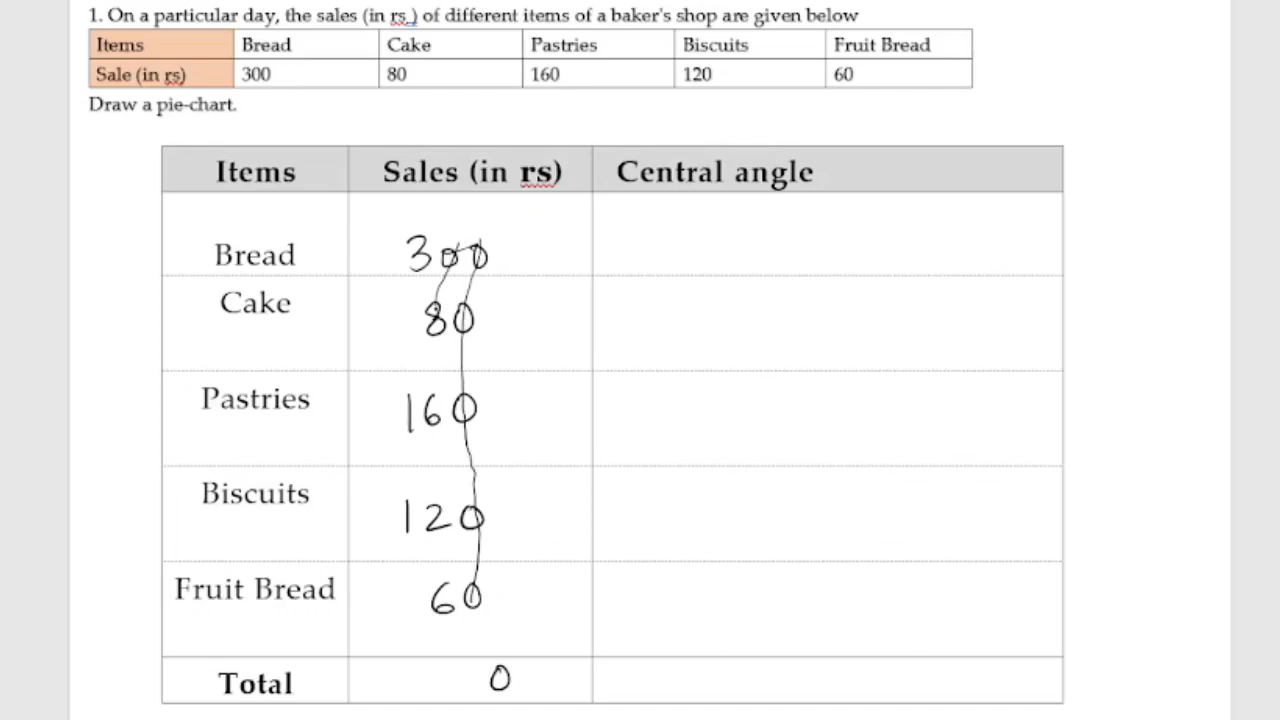 1. On a particular day, the sales (in rs.) of different items of a baker's shop are given below
Items Bread Cake Pastries Biscuits Fruit Bread
Sale (in rs) 300 80 160 120 60
Draw a pie-chart.
Items Sales (in rs) Central angle
Bread 300
Cake 80
Pastries 160
Biscuits 120
Fruit Bread 60
Total 0